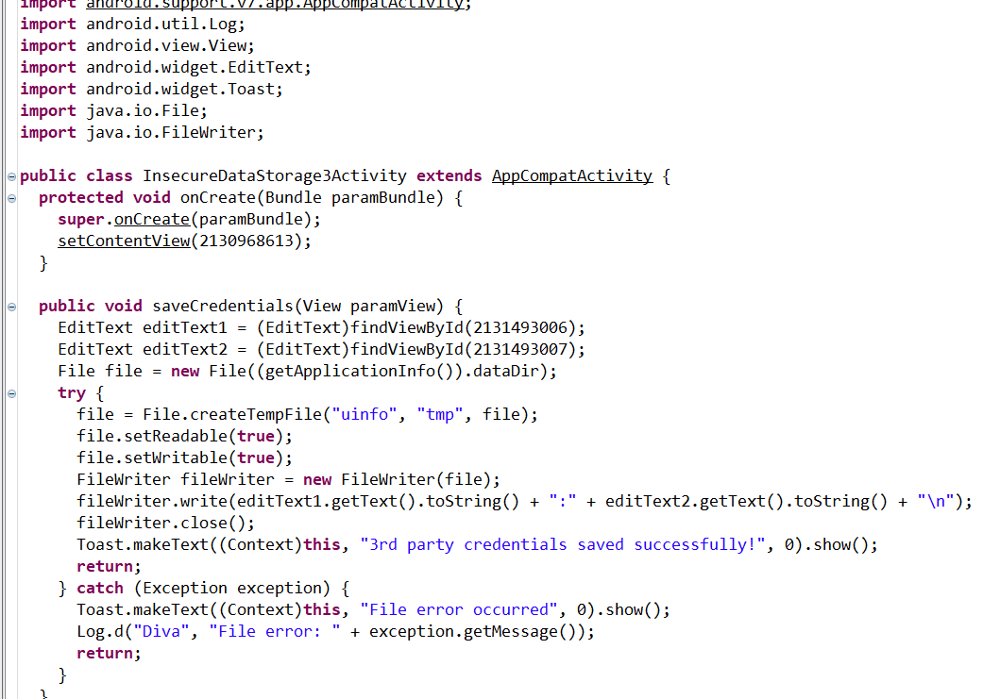 import android.support.v7.app.AppCompatActivity;
import android.util.Log;
import android.view.View;
import android.widget.EditText;
import android.widget.Toast;
import java.io.File;
import java.io.FileWriter;

public class InsecureDataStorage3Activity extends AppCompatActivity {
  protected void onCreate(Bundle paramBundle) {
    super.onCreate(paramBundle);
    setContentView(2130968613);
  }

  public void saveCredentials(View paramView) {
    EditText editText1 = (EditText)findViewById(2131493006);
    EditText editText2 = (EditText)findViewById(2131493007);
    File file = new File((getApplicationInfo()).dataDir);
    try {
      file = File.createTempFile("uinfo", "tmp", file);
      file.setReadable(true);
      file.setWritable(true);
      FileWriter fileWriter = new FileWriter(file);
      fileWriter.write(editText1.getText().toString() + ":" + editText2.getText().toString() + "\n");
      fileWriter.close();
      Toast.makeText((Context)this, "3rd party credentials saved successfully!", 0).show();
      return;
    } catch (Exception exception) {
      Toast.makeText((Context)this, "File error occurred", 0).show();
      Log.d("Diva", "File error: " + exception.getMessage());
      return;
    }
  }